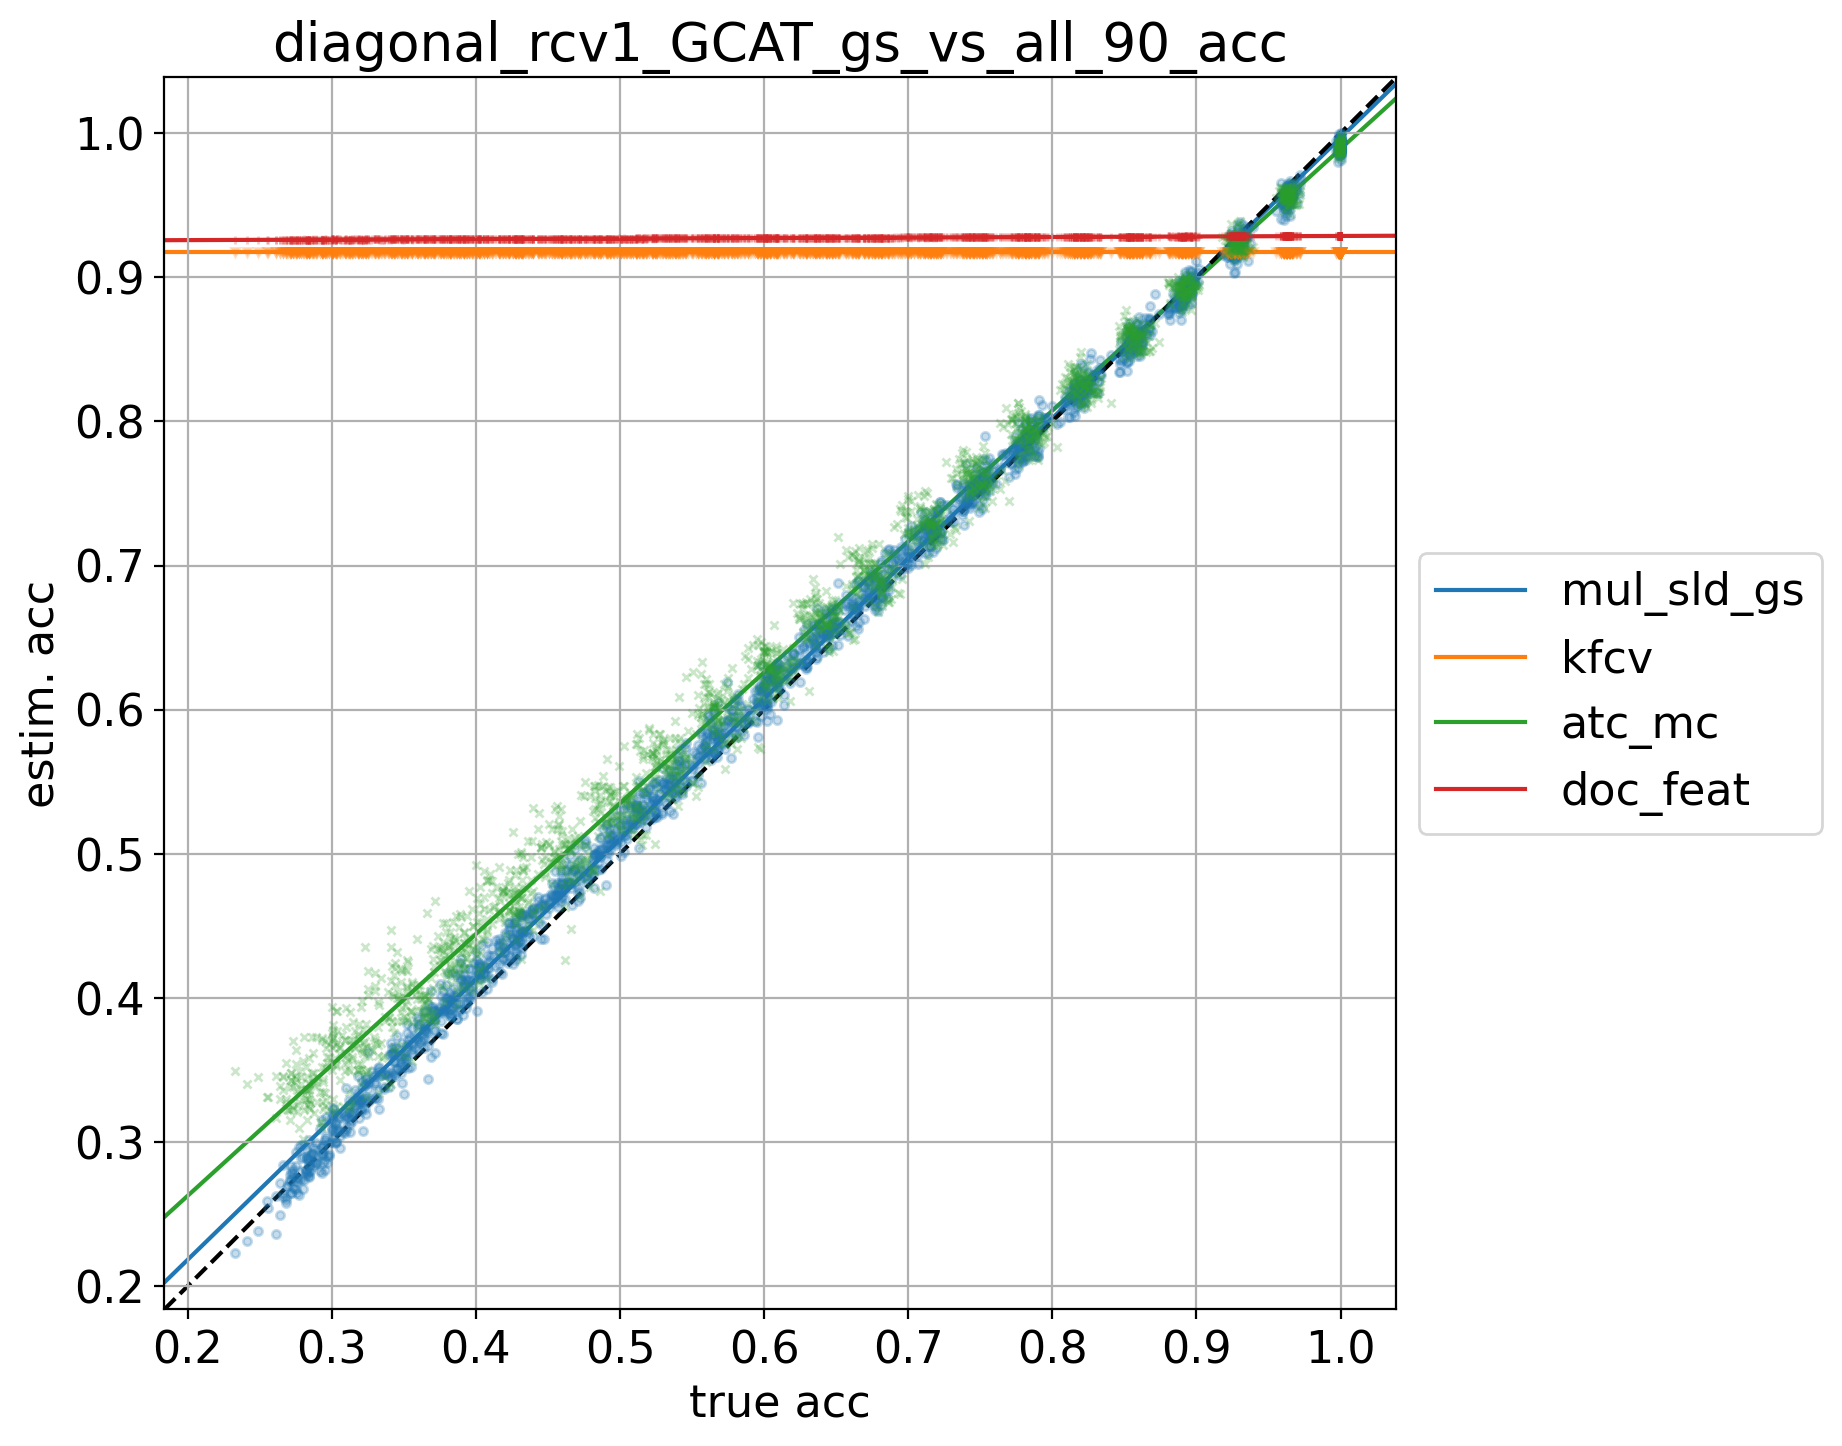 diagonal_rcv1_GCAT_gs_vs_all_90_acc
1.0
0.9
0.8
0.7
0.6
0.5
0.4
0.3
0.2
estim. acc
0.2 0.3 0.4 0.5 0.6 0.7 0.8 0.9 1.0
true acc
mul_sld_gs
kfcv
atc_mc
doc_feat